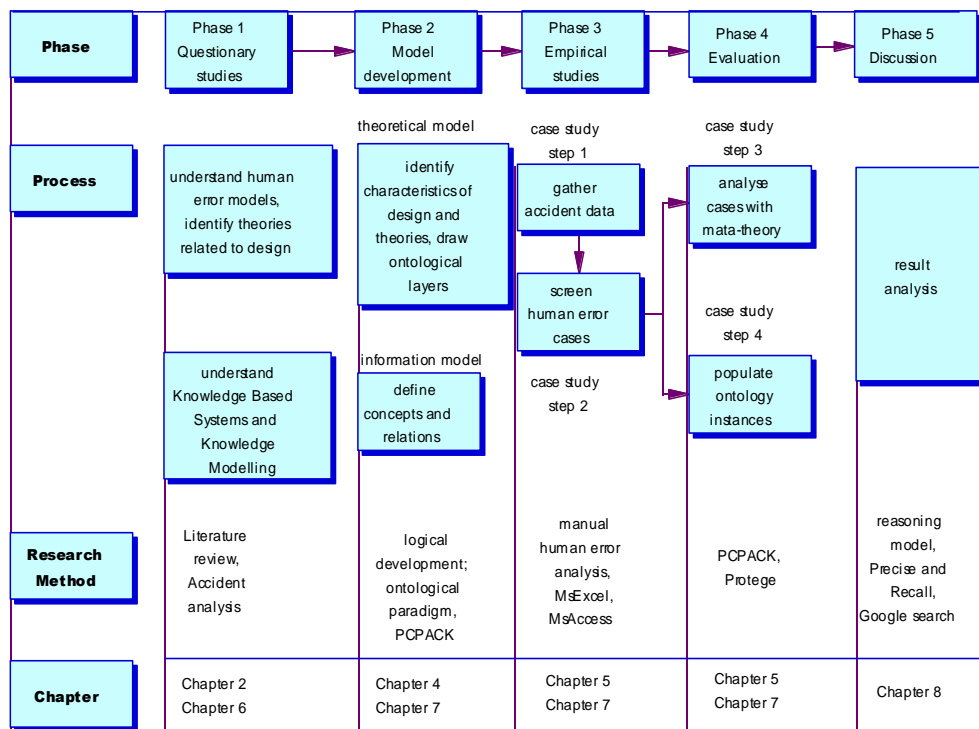 Phase
Phase 1
Questionary
studies
Phase 2
Model
development
Phase 3
Empirical
studies
Phase 4
Evaluation
Phase 5
Discussion
Process
understand human
error models,
identify theories
related to design
understand
Knowledge Based
Systems and
Knowledge
Modelling
theoretical model
identify
characteristics of
design and
theories, draw
ontological
layers
information model
define
concepts and
relations
case study
step 1
gather
accident data
screen
human error
cases
case study
step 2
case study
step 3
analyse
cases with
mata-theory
case study
step 4
populate
ontology
instances
result
analysis
Research
Method
Literature
review,
Accident
analysis
logical
development;
ontological
paradigm,
PCPACK
manual
human error
analysis,
MsExcel,
MsAccess
PCPACK,
Protege
reasoning
model,
Precise and
Recall,
Google search
Chapter
Chapter 2
Chapter 6
Chapter 4
Chapter 7
Chapter 5
Chapter 7
Chapter 5
Chapter 7
Chapter 8